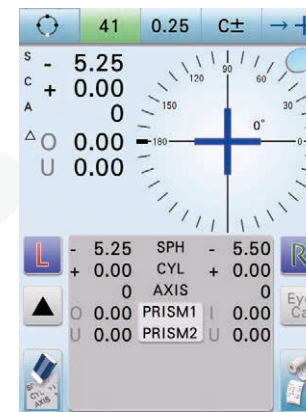 41 0.25 C± → +
S - 5.25
C + 0.00
A 0
△ O 0.00
U 0.00
90
120 60
150 30
0°
180 0
L - 5.25 SPH - 5.50 R
+ 0.00 CYL + 0.00
0 AXIS 0
O 0.00 PRISM1 I 0.00
U 0.00 PRISM2 U 0.00
▲
Eye
Ca
CYL
AXIS